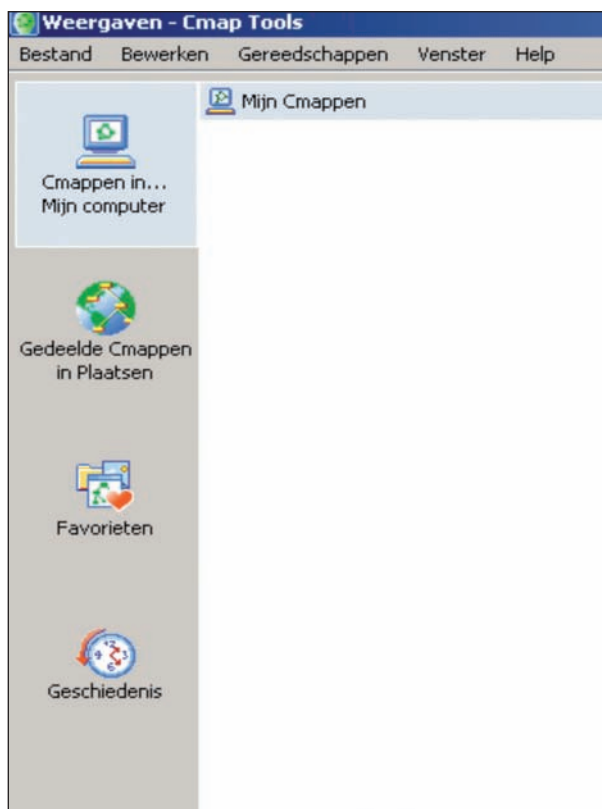 Weergaven - Cmap Tools
Bestand Bewerken Gereedschappen Venster Help
Mijn Cmappen
Cmappen in...
Mijn computer
Gedeelde Cmappen
in Plaatsen
Favorieten
Geschiedenis